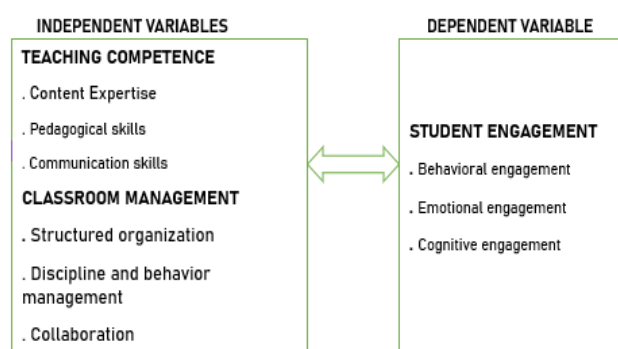 INDEPENDENT VARIABLES
TEACHING COMPETENCE
. Content Expertise
. Pedagogical skills
. Communication skills
CLASSROOM MANAGEMENT
. Structured organization
. Discipline and behavior
management
. Collaboration
DEPENDENT VARIABLE
STUDENT ENGAGEMENT
. Behavioral engagement
. Emotional engagement
. Cognitive engagement